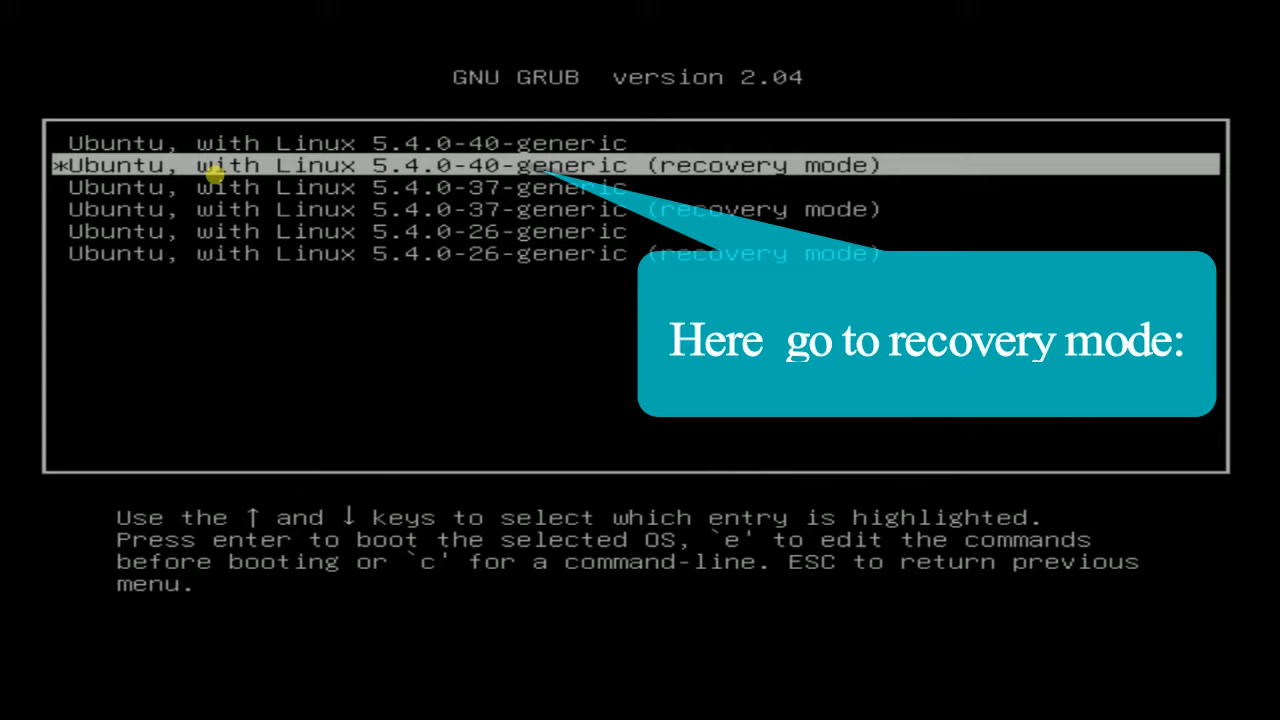 GNU GRUB  version 2.04
Ubuntu, with Linux 5.4.0-40-generic
*Ubuntu, with Linux 5.4.0-40-generic (recovery mode)
Ubuntu, with Linux 5.4.0-37-generic
Ubuntu, with Linux 5.4.0-37-generic (recovery mode)
Ubuntu, with Linux 5.4.0-26-generic
Ubuntu, with Linux 5.4.0-26-generic (recovery mode)
Here  go to recovery mode:
Use the ↑ and ↓ keys to select which entry is highlighted.
Press enter to boot the selected OS, `e' to edit the commands
before booting or `c' for a command-line. ESC to return previous
menu.